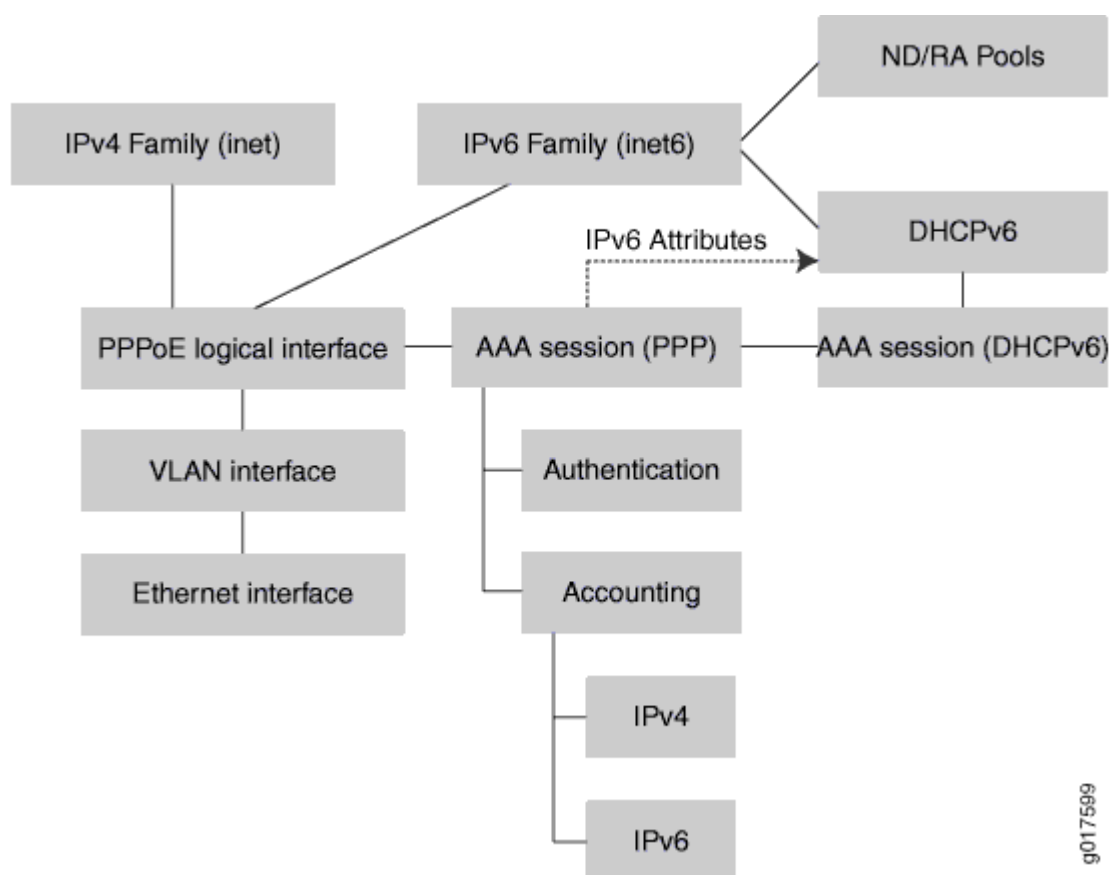 ND/RA Pools
IPv4 Family (inet)
IPv6 Family (inet6)
IPv6 Attributes
DHCPv6
PPPoE logical interface
AAA session (PPP)
AAA session (DHCPv6)
VLAN interface
Authentication
Ethernet interface
Accounting
IPv4
IPv6
g017599